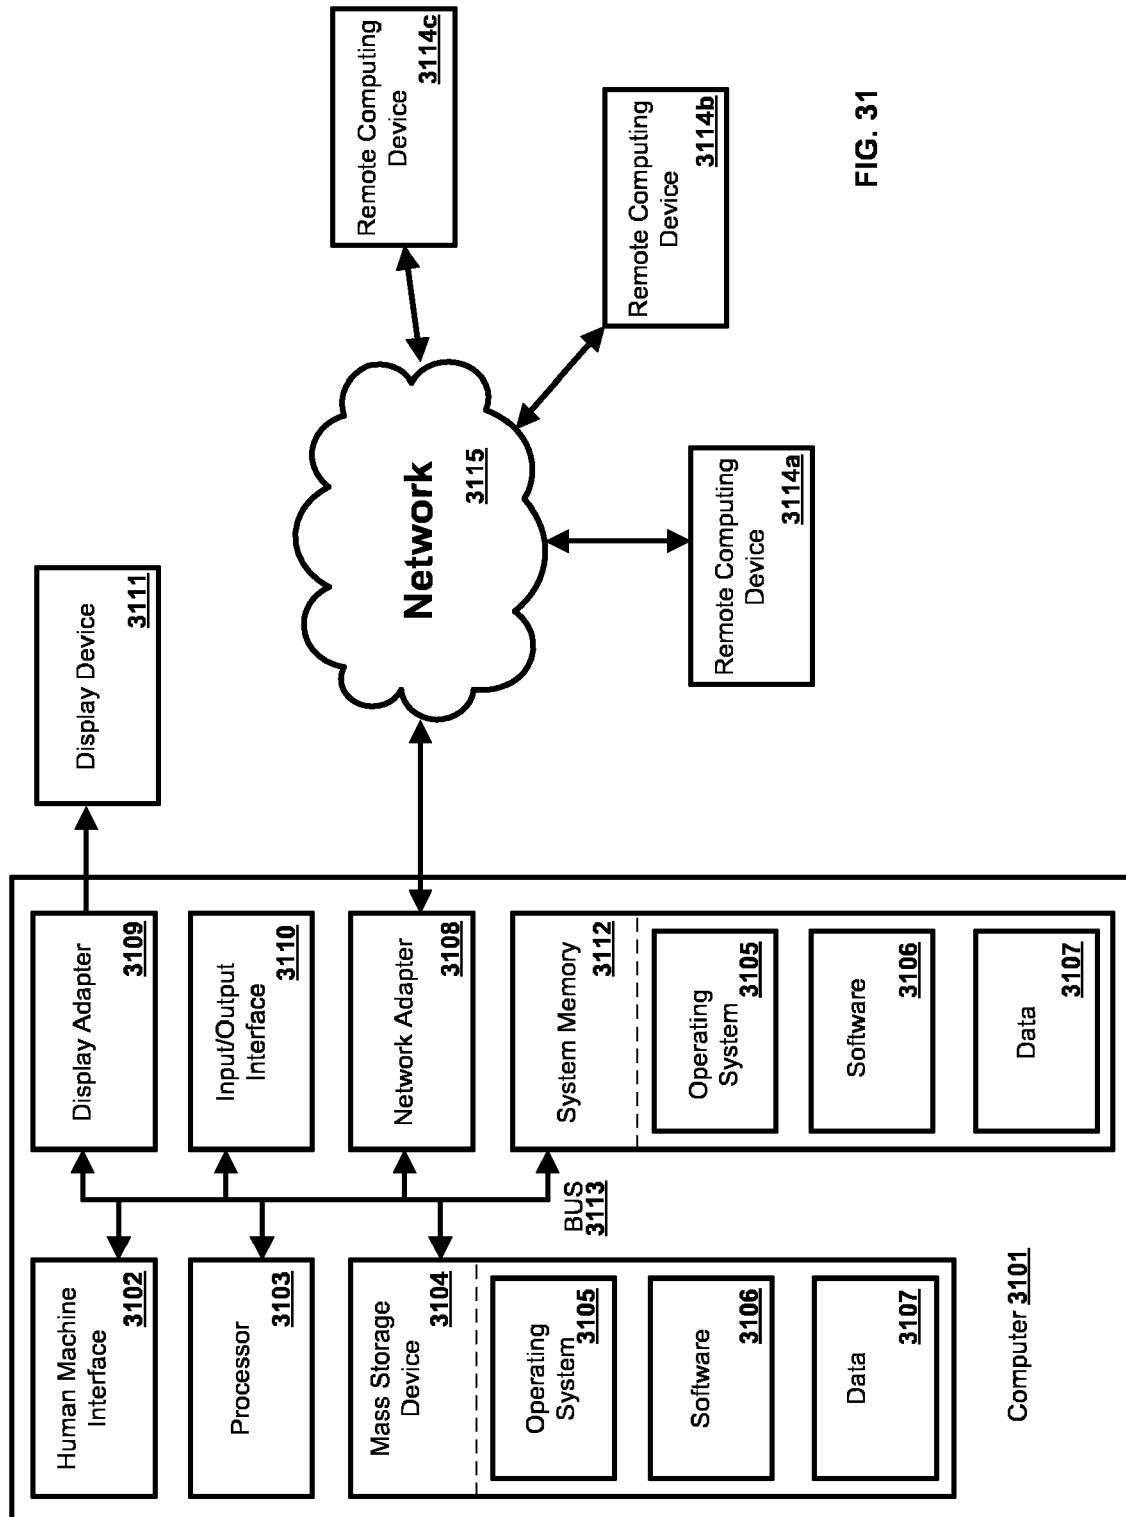 Human Machine
Interface
3102
Processor
3103
Mass Storage
Device
3104
Operating
System
3105
Software
3106
Data
3107
Computer 3101
BUS
3113
Display Adapter
3109
Input/Output
Interface
3110
Network Adapter
3108
System Memory
3112
Operating
System
3105
Software
3106
Data
3107
Display Device
3111
Network
3115
Remote Computing
Device
3114a
Remote Computing
Device
3114b
Remote Computing
Device
3114c
FIG. 31